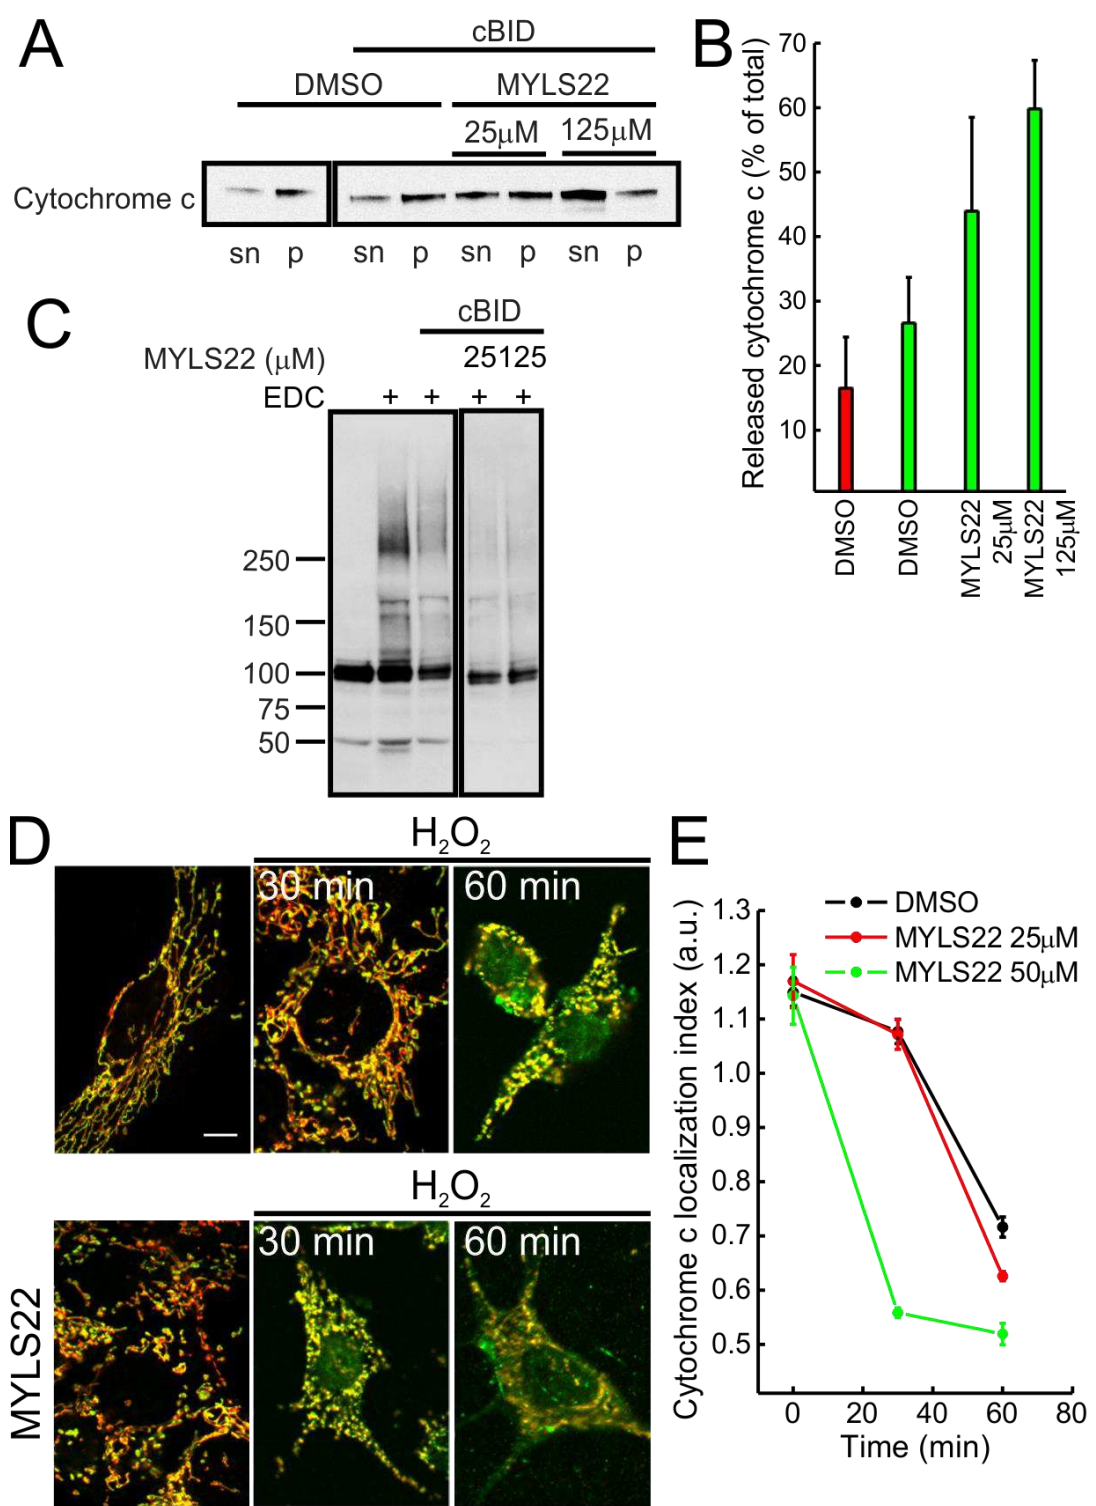 A
cBID
DMSO
MYLS22
25µM
125µM
Cytochrome c
sn p sn p sn p sn p
B
Released cytochrome c (% of total)
70
60
50
40
30
20
10
DMSO
DMSO
MYLS22
25µM
MYLS22
125µM
C
cBID
MYLS22 (µM) 25125
EDC + + + +
250
150
100
75
50
D
H₂O₂
30 min
60 min
H₂O₂
MYLS22
30 min
60 min
E
Cytochrome c localization index (a.u.)
DMSO
MYLS22 25µM
MYLS22 50µM
1.3
1.2
1.1
1.0
0.9
0.8
0.7
0.6
0.5
0 20 40 60 80
Time (min)